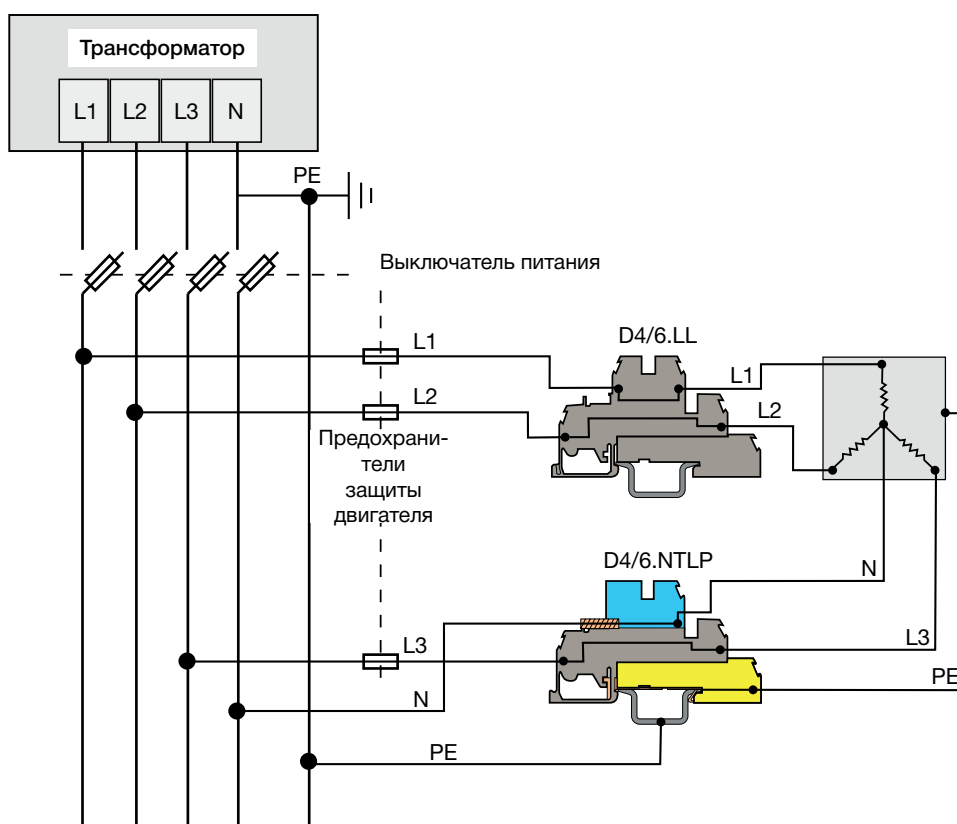 Трансформатор
L1 L2 L3 N
PE
Выключатель питания
L1
D4/6.LL
L1
L2
L2
Предохрани-
тели
защиты
двигателя
D4/6.NTLP
N
L3
L3
N
PE
PE